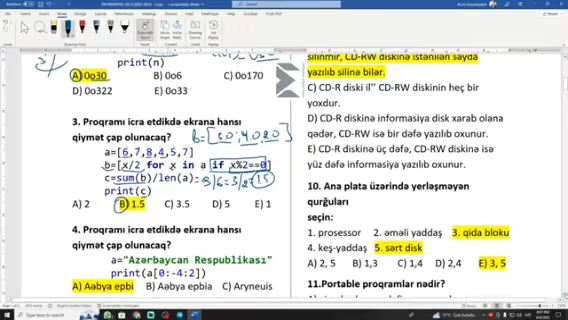 print(n)
A) 0o30 B) 0o6 C) 0o170
D) 0o322 E) 0o33
3. Proqramı icra etdikdə ekrana hansı
qiymət çap olunacaq?
b=[3.0;4.0,2.0]
a=[6,7,8,4,5,7]
b=[x/2 for x in a if x%2==0]
c=sum(b)/len(a) =9/6=3/2=1.5
print(c)
A) 2 B) 1.5 C) 3.5 D) 5 E) 1
4. Proqramı icra etdikdə ekrana hansı
qiymət çap olunacaq?
a="Azərbaycan Respublikası"
print(a[0:-4:2])
A) Aəbya epbi B) Aəbya epbia C) Aryneuis
silinmir, CD-RW diskinə istənilən sayda
yazılıb silinə bilər.
C) CD-R diski il'' CD-RW diskinin heç bir
yoxdur.
D) CD-R diskinə informasiya disk xarab olana
qədər, CD-RW isə bir dəfə yazılıb oxunur.
E) CD-R diskinə üç dəfə, CD-RW diskinə isə
yüz dəfə informasiya yazılıb oxunur.
10. Ana plata üzərində yerləşməyən
qurğuları
seçin:
1. prosessor 2. əməli yaddaş 3. qida bloku
4. keş-yaddaş 5. sərt disk
A) 2, 5 B) 1,3 C) 1,4 D) 2,4 E) 3, 5
11.Portable proqramlar nədir?